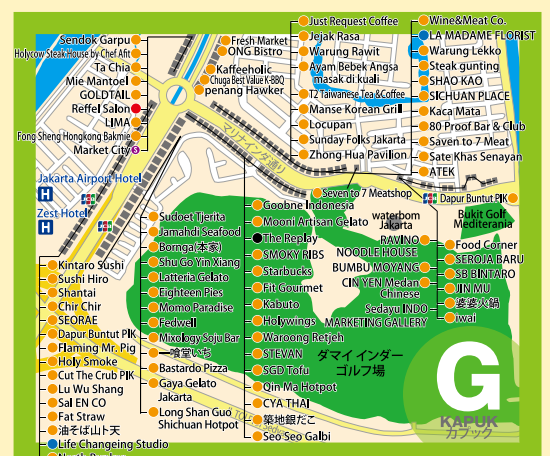 Sendok Garpu
Holycow Steak House by Chef Afit
Ta Chia
Mie Mantoel
GOLDTAIL
Reffel Salon
LIMA
Fong Sheng Hongkong Bakmie
Market City
S
Fresh Market
ONG Bistro
Kaffeeholic
Chuga Best Value K-BBQ
penang Hawker
Just Request Coffee
Jejak Rasa
Warung Rawit
Ayam Bebek Angsa
masak di kuali
T2 Taiwanese Tea &Coffee
Manse Korean Grill
Locupan
Sunday Folks Jakarta
Zhong Hua Pavilion
Wine&Meat Co.
LA MADAME FLORIST
Warung Lekko
Steak gunting
SHAO KAO
SICHUAN PLACE
Kaca Mata
80 Proof Bar & Club
Saven to 7 Meat
Sate Khas Senayan
ATEK
マリナインダ通り
Jakarta Airport Hotel
H
JCB
Zest Hotel
H
JCB
Seven to 7 Meatshop
JCB
Dapur Buntut PIK
Bukit Golf
Mediterania
waterbom
Jakarta
Sudoet Tjerita
Jamahdi Seafood
Bornga(本家)
Shu Go Yin Xiang
Latteria Gelato
Eighteen Pies
Momo Paradise
Fedwell
Mixology Soju Bar
一喰堂いち
Bastardo Pizza
Gaya Gelato
Jakarta
Long Shan Guo
Shichuan Hotpot
Goobne Indonesia
Mooni Artisan Gelato
The Replay
SMOKY RIBS
Starbucks
Fit Gourmet
Kabuto
Holywings
Waroong Retjeh
STEVAN
SGD Tofu
Qin Ma Hotpot
CYA THAI
築地銀だこ
Seo Seo Galbi
RAVINO
NOODLE HOUSE
BUMBU MOYANG
CIN YEN Medan
Chinese
Sedayu INDO
MARKETING GALLERY
Food Corner
SEROJA BARU
SB BINTARO
JIN MU
婆婆火鍋
iwai
Kintaro Sushi
Sushi Hiro
Shantai
Chir Chir
SEORAE
Dapur Buntut PIK
Flaming Mr. Pig
Holy Smoke
Cut The Crub PIK
Lu Wu Shang
Sal EN CO
Fat Straw
油そば山ト天
Life Changeing Studio
ダマイ インダー
ゴルフ場
G
KAPUK
カプック